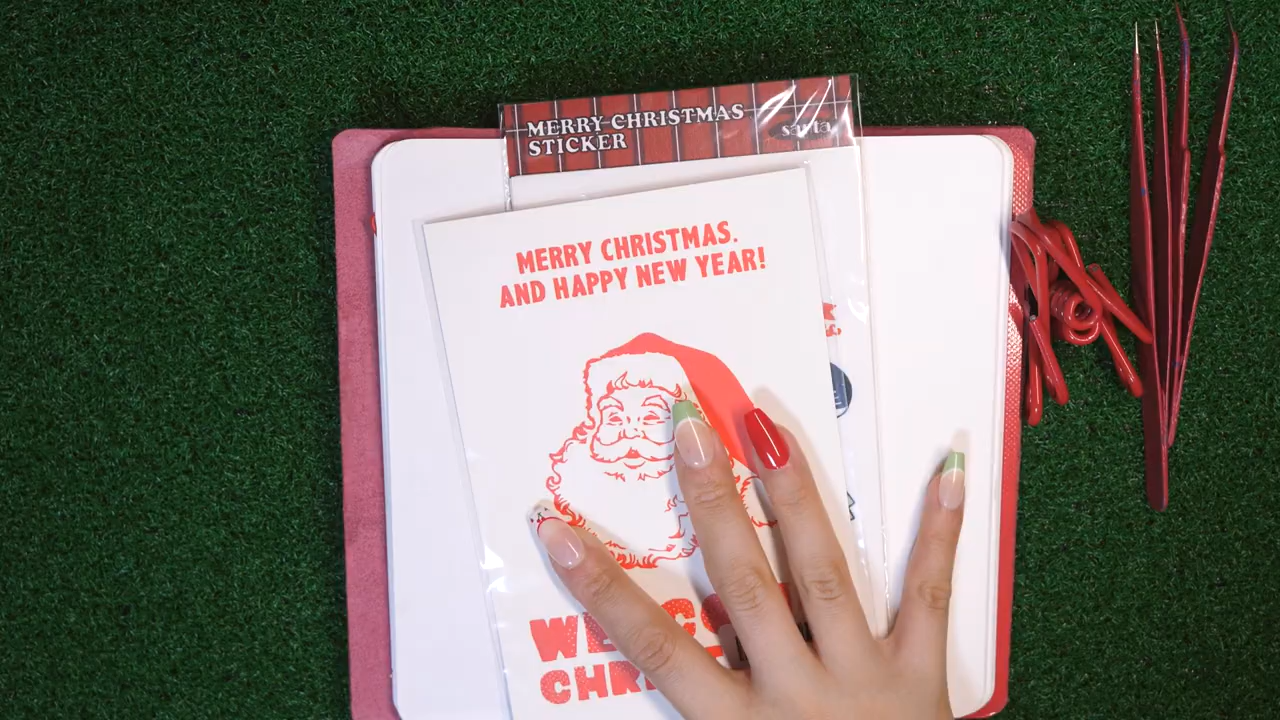 MERRY CHRISTMAS
STICKER
santa
MERRY CHRISTMAS.
AND HAPPY NEW YEAR!